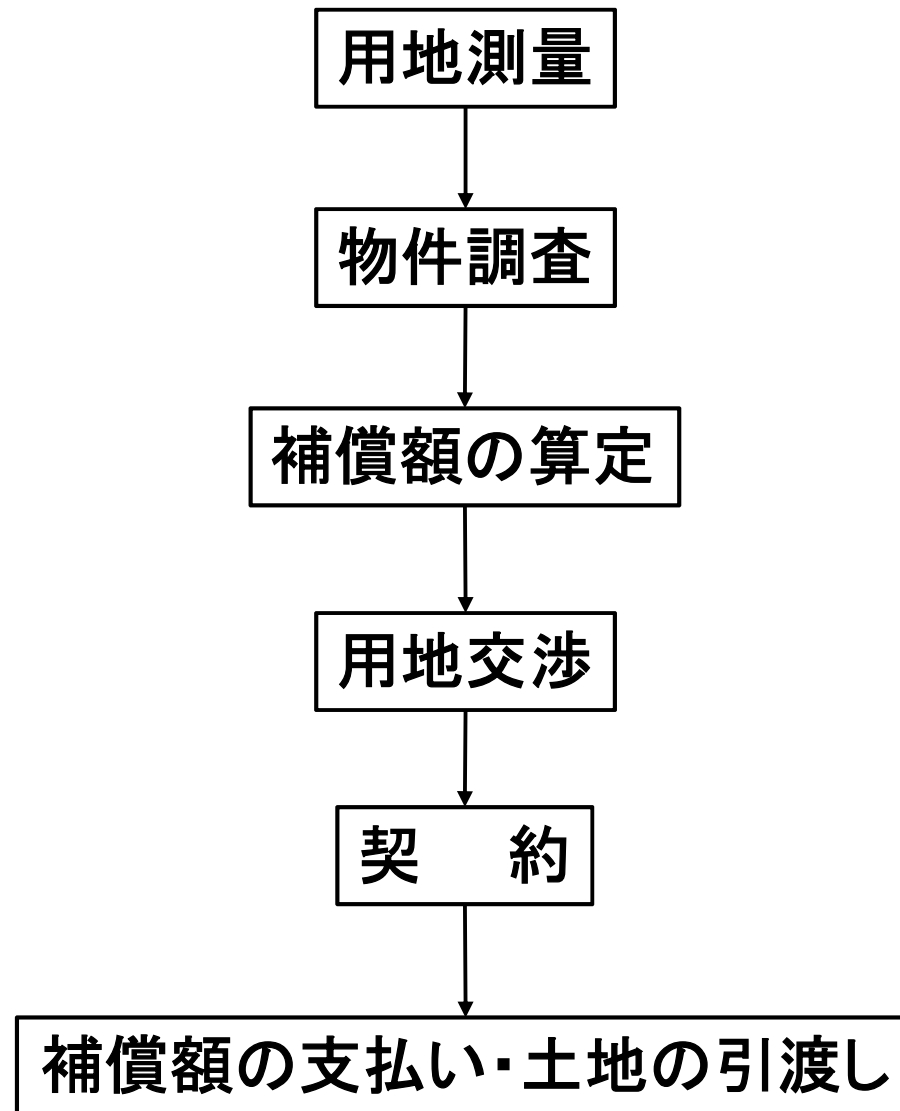 用地測量
物件調査
補償額の算定
用地交渉
契　約
補償額の支払い・土地の引渡し